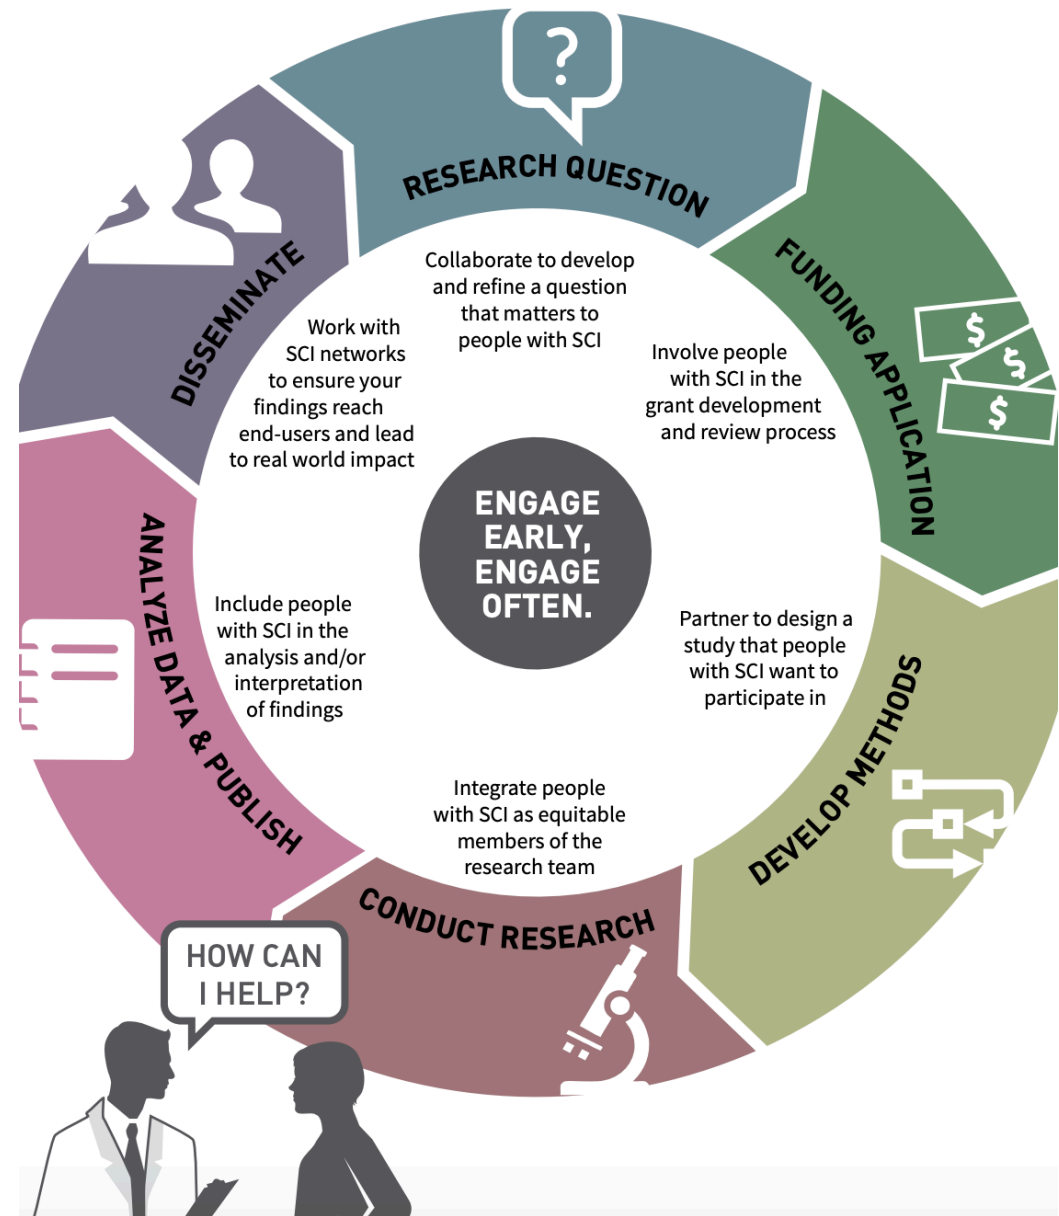 ?
RESEARCH QUESTION
Collaborate to develop
and refine a question
that matters to
people with SCI
FUNDING APPLICATION
$
$
$
Involve people
with SCI in the
grant development
and review process
DEVELOP METHODS
Partner to design a
study that people
with SCI want to
participate in
CONDUCT RESEARCH
Integrate people
with SCI as equitable
members of the
research team
ANALYZE DATA & PUBLISH
Include people
with SCI in the
analysis and/or
interpretation
of findings
DISSEMINATE
Work with
SCI networks
to ensure your
findings reach
end-users and lead
to real world impact
ENGAGE
EARLY,
ENGAGE
OFTEN.
HOW CAN
I HELP?